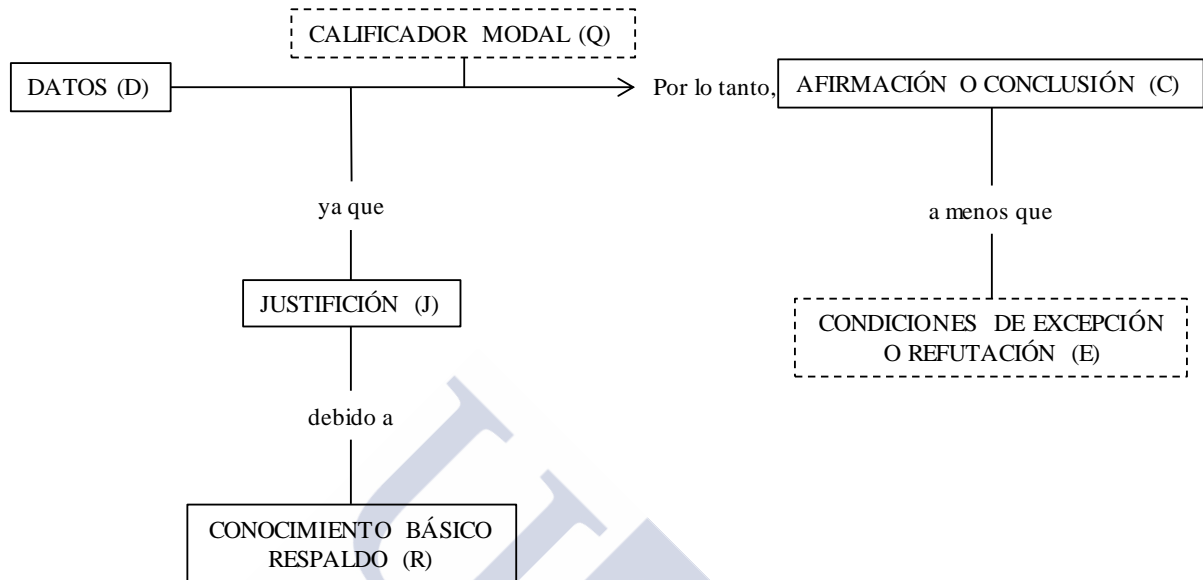 CALIFICADOR MODAL (Q)
DATOS (D)
Por lo tanto,
AFIRMACIÓN O CONCLUSIÓN (C)
ya que
a menos que
JUSTIFICIÓN (J)
CONDICIONES DE EXCEPCIÓN
O REFUTACIÓN (E)
debido a
CONOCIMIENTO BÁSICO
RESPALDO (R)